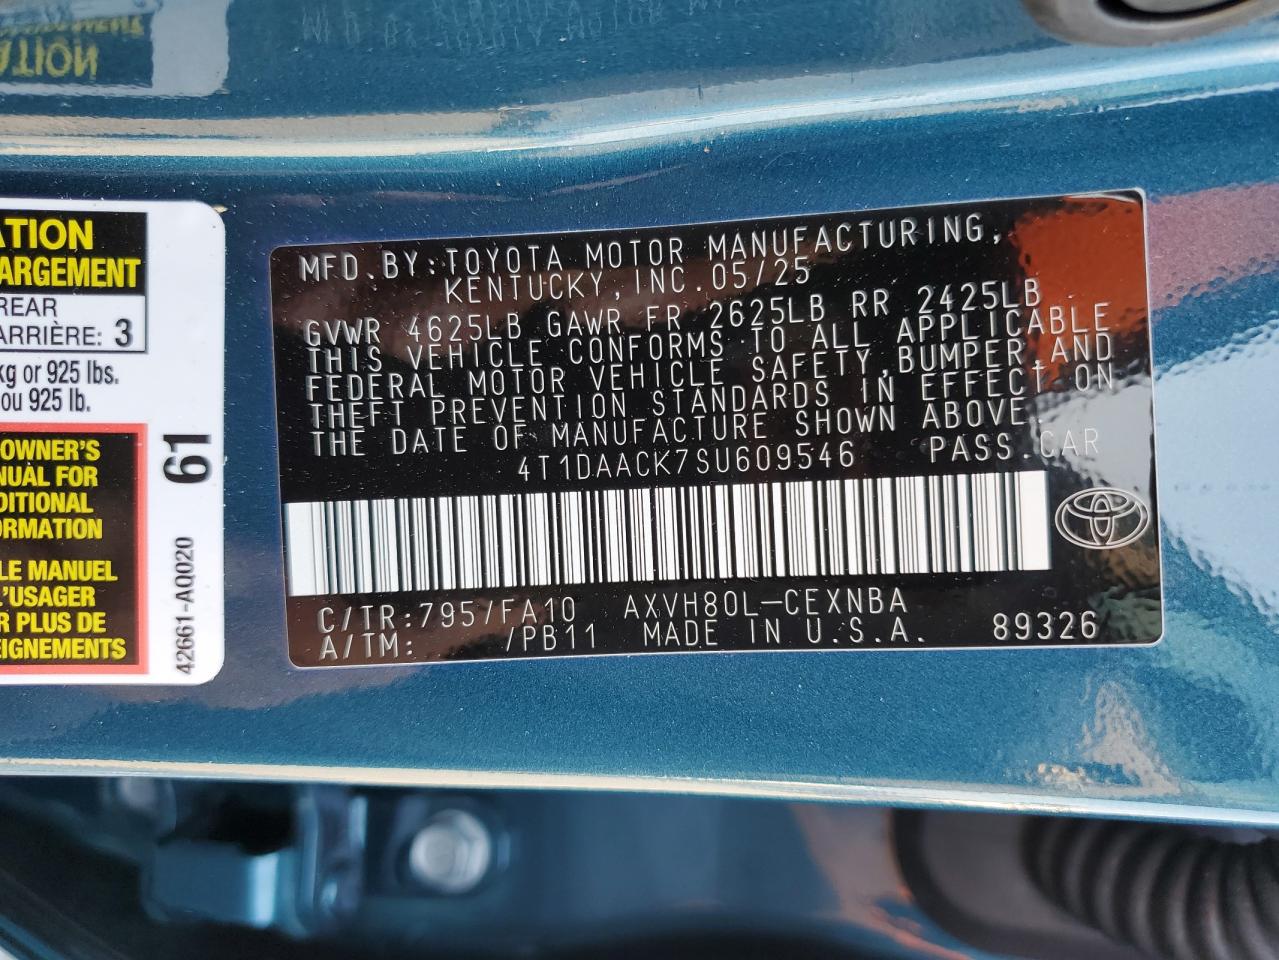 ATION
ATION
ARGEMENT
REAR
ARRIÈRE: 3
kg or 925 lbs.
ou 925 lb.
OWNER'S
NUAL FOR
DITIONAL
ORMATION
LE MANUEL
L'USAGER
R PLUS DE
EIGNEMENTS
61
42661-AQ020
MFD.BY:TOYOTA MOTOR MANUFACTURING,
KENTUCKY,INC.05/25
GVWR 4625LB GAWR FR 2625LB RR 2425LB
THIS VEHICLE CONFORMS TO ALL APPLICABLE
FEDERAL MOTOR VEHICLE SAFETY,BUMPER,AND
THEFT PREVENTION STANDARDS IN EFFECT ON
THE DATE OF MANUFACTURE SHOWN ABOVE.
4T1DAACK7SU609546 PASS.CAR
C/TR:795/FA10 AXVH80L-CEXNBA
A/TM: /PB11 MADE IN U.S.A. 89326